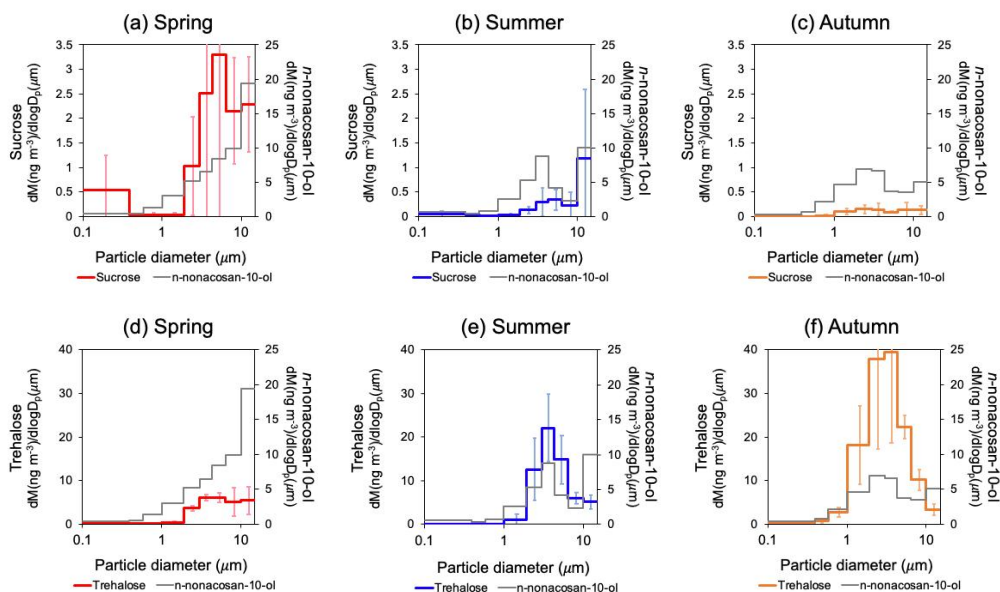 (a) Spring
(b) Summer
(c) Autumn
3.5
3
2.5
2
1.5
1
0.5
0
25
20
15
10
5
0
0.1
1
10
Sucrose
dM(ng m⁻³)/dlogDₚ(μm)
n-nonacosan-10-ol
dM(ng m⁻³)/dlogDₚ(μm)
Particle diameter (μm)
Sucrose
n-nonacosan-10-ol
3.5
3
2.5
2
1.5
1
0.5
0
25
20
15
10
5
0
0.1
1
10
Sucrose
dM(ng m⁻³)/dlogDₚ(μm)
n-nonacosan-10-ol
dM(ng m⁻³)/dlogDₚ(μm)
Particle diameter (μm)
Sucrose
n-nonacosan-10-ol
3.5
3
2.5
2
1.5
1
0.5
0
25
20
15
10
5
0
0.1
1
10
Sucrose
dM(ng m⁻³)/dlogDₚ(μm)
n-nonacosan-10-ol
dM(ng m⁻³)/dlogDₚ(μm)
Particle diameter (μm)
Sucrose
n-nonacosan-10-ol
(d) Spring
(e) Summer
(f) Autumn
40
30
20
10
0
25
20
15
10
5
0
0.1
1
10
Trehalose
dM(ng m⁻³)/dlogDₚ(μm)
n-nonacosan-10-ol
dM(ng m⁻³)/dlogDₚ(μm)
Particle diameter (μm)
Trehalose
n-nonacosan-10-ol
40
30
20
10
0
25
20
15
10
5
0
0.1
1
10
Trehalose
dM(ng m⁻³)/dlogDₚ(μm)
n-nonacosan-10-ol
dM(ng m⁻³)/dlogDₚ(μm)
Particle diameter (μm)
Trehalose
n-nonacosan-10-ol
40
30
20
10
0
25
20
15
10
5
0
0.1
1
10
Trehalose
dM(ng m⁻³)/dlogDₚ(μm)
n-nonacosan-10-ol
dM(ng m⁻³)/dlogDₚ(μm)
Particle diameter (μm)
Trehalose
n-nonacosan-10-ol